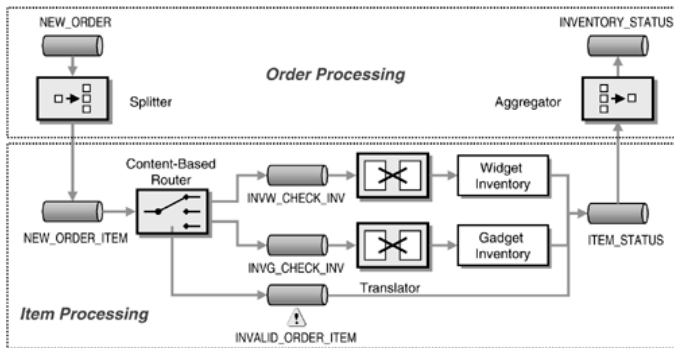 NEW_ORDER
INVENTORY_STATUS
Order Processing
Splitter
Aggregator
Content-Based
Router
Widget
Inventory
INVW_CHECK_INV
NEW_ORDER_ITEM
ITEM_STATUS
Gadget
Inventory
INVG_CHECK_INV
Translator
Item Processing
INVALID_ORDER_ITEM